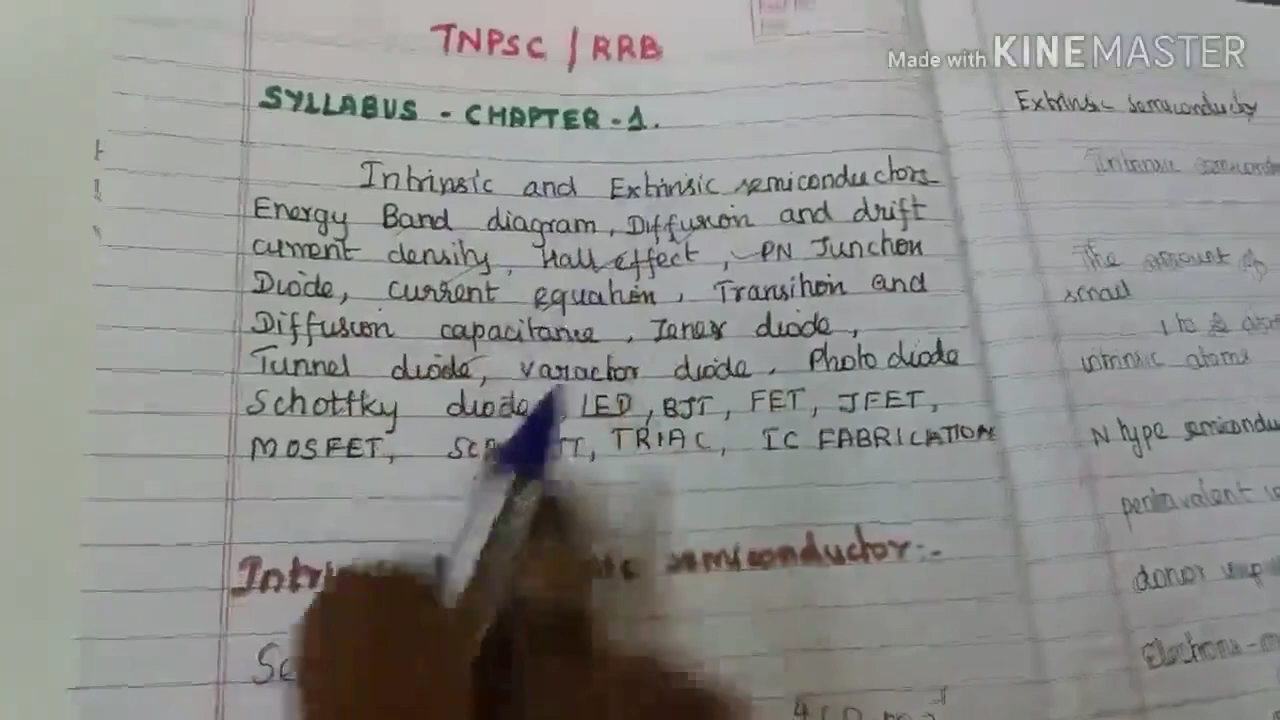 TNPSC / RRB
Made with KINEMASTER
SYLLABUS - CHAPTER - 1.
Intrinsic and Extrinsic semiconductors
Energy Band diagram, Diffusion and drift
current density, Hall effect, PN Junction
Diode, current equation, Transition and
Diffusion capacitance, Zener diode,
Tunnel diode, varactor diode, Photo diode
Schottky diode, LED, BJT, FET, JFET,
MOSFET, TRIAC, IC FABRICATION
semiconductor:-
Extrinsic semiconductor
Intrinsic
The amount of
small
1 to
intrinsic atoms
N type
pentavalent
donor